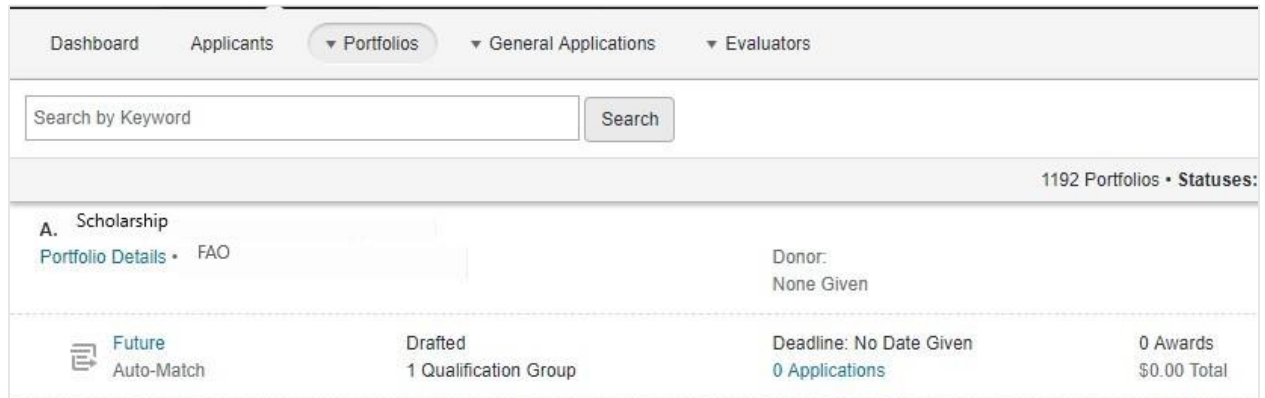 Dashboard Applicants ▾ Portfolios ▾ General Applications ▾ Evaluators
Search by Keyword Search
1192 Portfolios • Statuses:
A. Scholarship
Portfolio Details • FAO Donor:
None Given
Future Drafted Deadline: No Date Given 0 Awards
Auto-Match 1 Qualification Group 0 Applications $0.00 Total